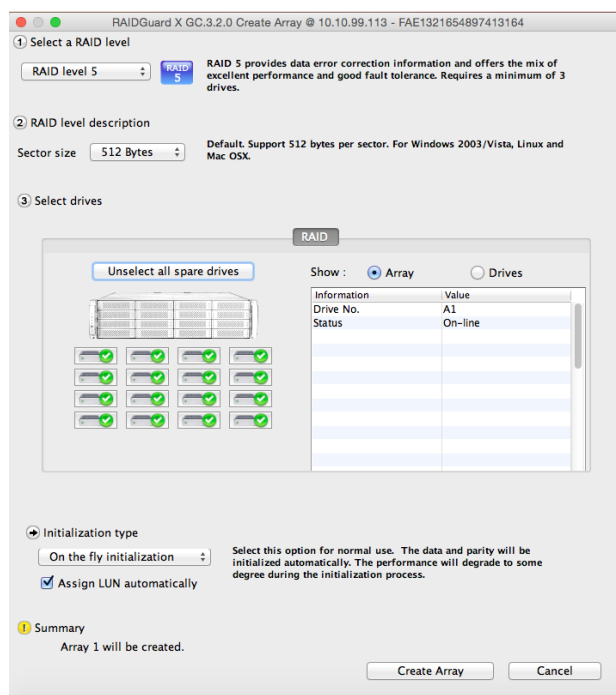 RAIDGuard X GC.3.2.0 Create Array @ 10.10.99.113 - FAE1321654897413164
1 Select a RAID level
RAID level 5
RAID
5
RAID 5 provides data error correction information and offers the mix of
excellent performance and good fault tolerance. Requires a minimum of 3
drives.
2 RAID level description
Sector size 512 Bytes
Default. Support 512 bytes per sector. For Windows 2003/Vista, Linux and
Mac OSX.
3 Select drives
RAID
Unselect all spare drives
Show : Array Drives
Information Value
Drive No. A1
Status On-line
Initialization type
On the fly initialization
Select this option for normal use. The data and parity will be
initialized automatically. The performance will degrade to some
degree during the initialization process.
Assign LUN automatically
! Summary
Array 1 will be created.
Create Array Cancel